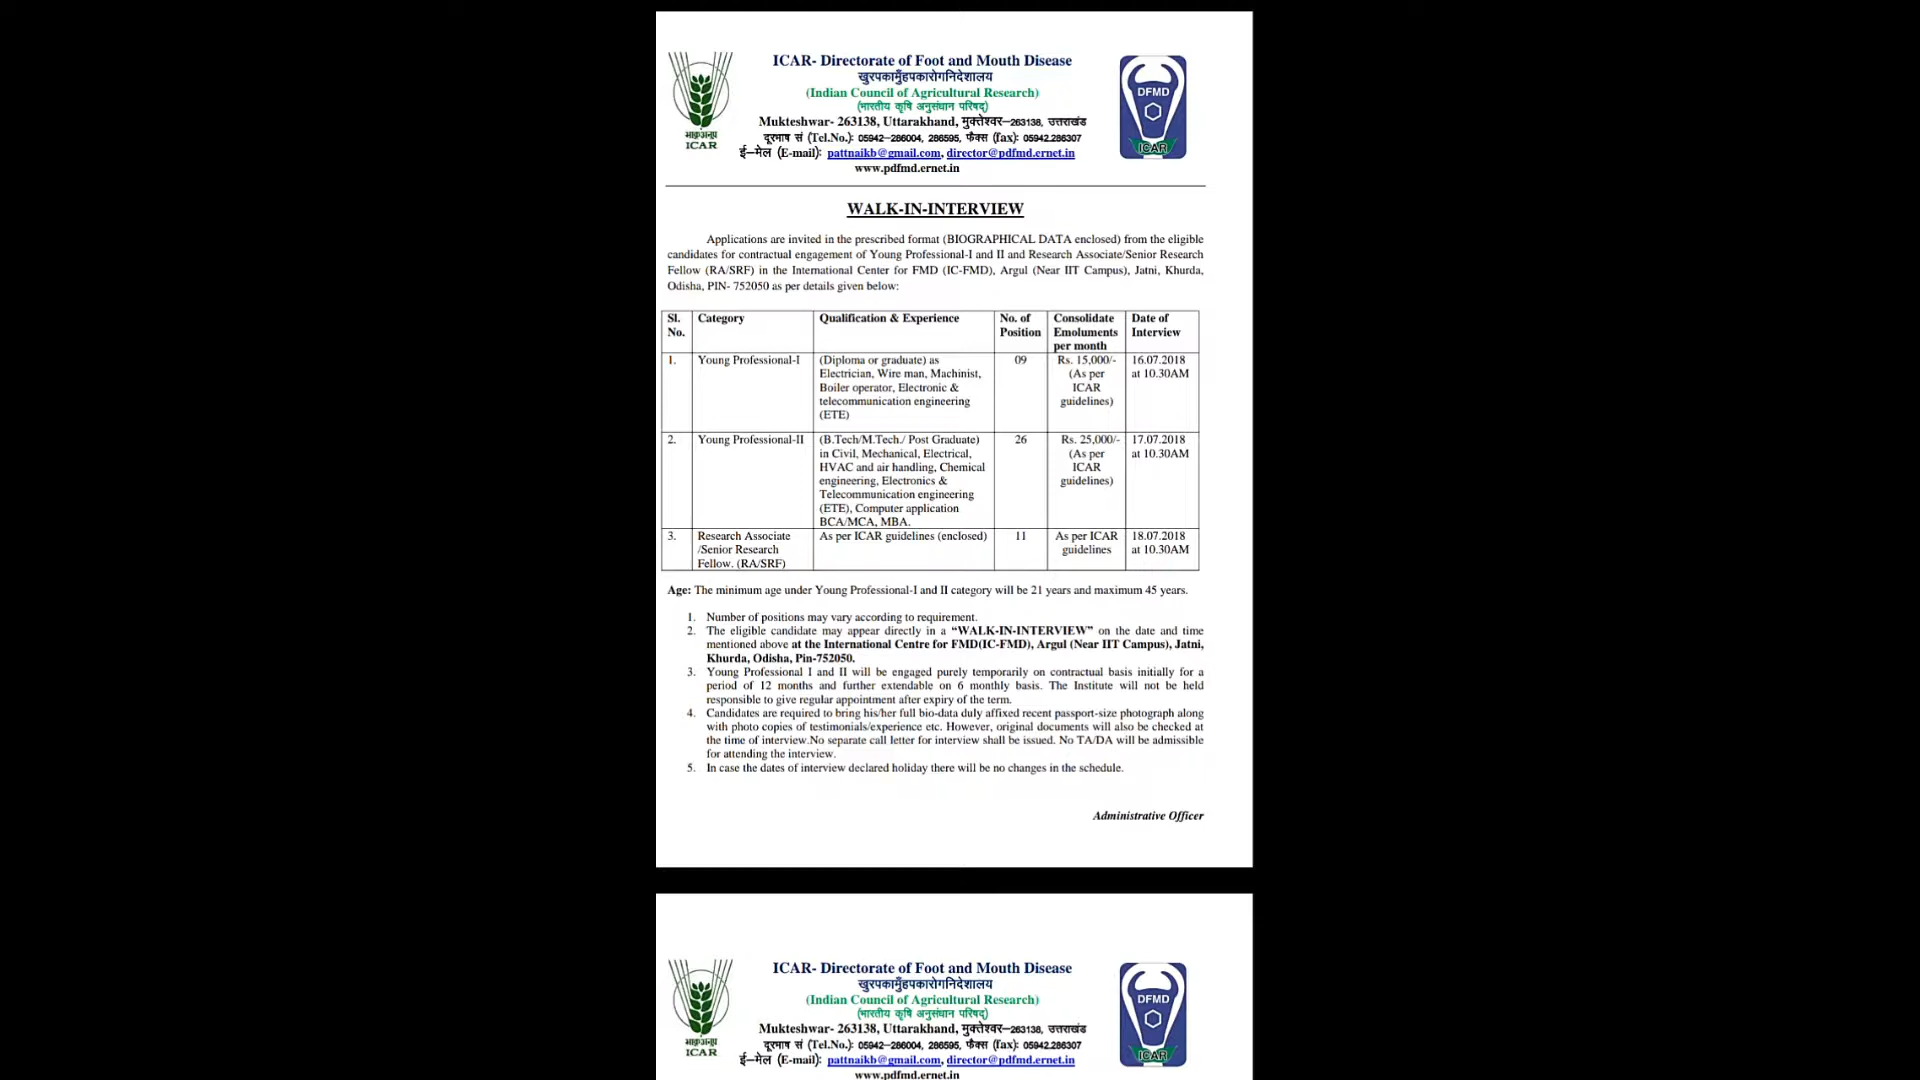 ICAR- Directorate of Foot and Mouth Disease
खुरपकामुँहपकारोगनिदेशालय
(Indian Council of Agricultural Research)
(भारतीय कृषि अनुसंधान परिषद्)
Mukteshwar- 263138, Uttarakhand, मुक्तेश्वर–263138, उत्तराखंड
दूरभाष सं (Tel.No.): 05942–286004, 286595, फैक्स (fax): 05942.286307
ई–मेल (E-mail): pattnaikb@gmail.com, director@pdfmd.ernet.in
www.pdfmd.ernet.in
भाकृअनुप
ICAR
DFMD
ICAR
WALK-IN-INTERVIEW
Applications are invited in the prescribed format (BIOGRAPHICAL DATA enclosed) from the eligible
candidates for contractual engagement of Young Professional-I and II and Research Associate/Senior Research
Fellow (RA/SRF) in the International Center for FMD (IC-FMD), Argul (Near IIT Campus), Jatni, Khurda,
Odisha, PIN- 752050 as per details given below:
Sl. No. Category Qualification & Experience No. of Position Consolidate Emoluments per month Date of Interview
1. Young Professional-I (Diploma or graduate) as Electrician, Wire man, Machinist, Boiler operator, Electronic & telecommunication engineering (ETE) 09 Rs. 15,000/- (As per ICAR guidelines) 16.07.2018 at 10.30AM
2. Young Professional-II (B.Tech/M.Tech./ Post Graduate) in Civil, Mechanical, Electrical, HVAC and air handling, Chemical engineering, Electronics & Telecommunication engineering (ETE), Computer application BCA/MCA, MBA. 26 Rs. 25,000/- (As per ICAR guidelines) 17.07.2018 at 10.30AM
3. Research Associate /Senior Research Fellow. (RA/SRF) As per ICAR guidelines (enclosed) 11 As per ICAR guidelines 18.07.2018 at 10.30AM
Age: The minimum age under Young Professional-I and II category will be 21 years and maximum 45 years.
1. Number of positions may vary according to requirement.
2. The eligible candidate may appear directly in a “WALK-IN-INTERVIEW” on the date and time
mentioned above at the International Centre for FMD(IC-FMD), Argul (Near IIT Campus), Jatni,
Khurda, Odisha, Pin-752050.
3. Young Professional I and II will be engaged purely temporarily on contractual basis initially for a
period of 12 months and further extendable on 6 monthly basis. The Institute will not be held
responsible to give regular appointment after expiry of the term.
4. Candidates are required to bring his/her full bio-data duly affixed recent passport-size photograph along
with photo copies of testimonials/experience etc. However, original documents will also be checked at
the time of interview.No separate call letter for interview shall be issued. No TA/DA will be admissible
for attending the interview.
5. In case the dates of interview declared holiday there will be no changes in the schedule.
Administrative Officer
ICAR- Directorate of Foot and Mouth Disease
खुरपकामुँहपकारोगनिदेशालय
(Indian Council of Agricultural Research)
(भारतीय कृषि अनुसंधान परिषद्)
Mukteshwar- 263138, Uttarakhand, मुक्तेश्वर–263138, उत्तराखंड
दूरभाष सं (Tel.No.): 05942–286004, 286595, फैक्स (fax): 05942.286307
ई–मेल (E-mail): pattnaikb@gmail.com, director@pdfmd.ernet.in
www.pdfmd.ernet.in
भाकृअनुप
ICAR
DFMD
ICAR